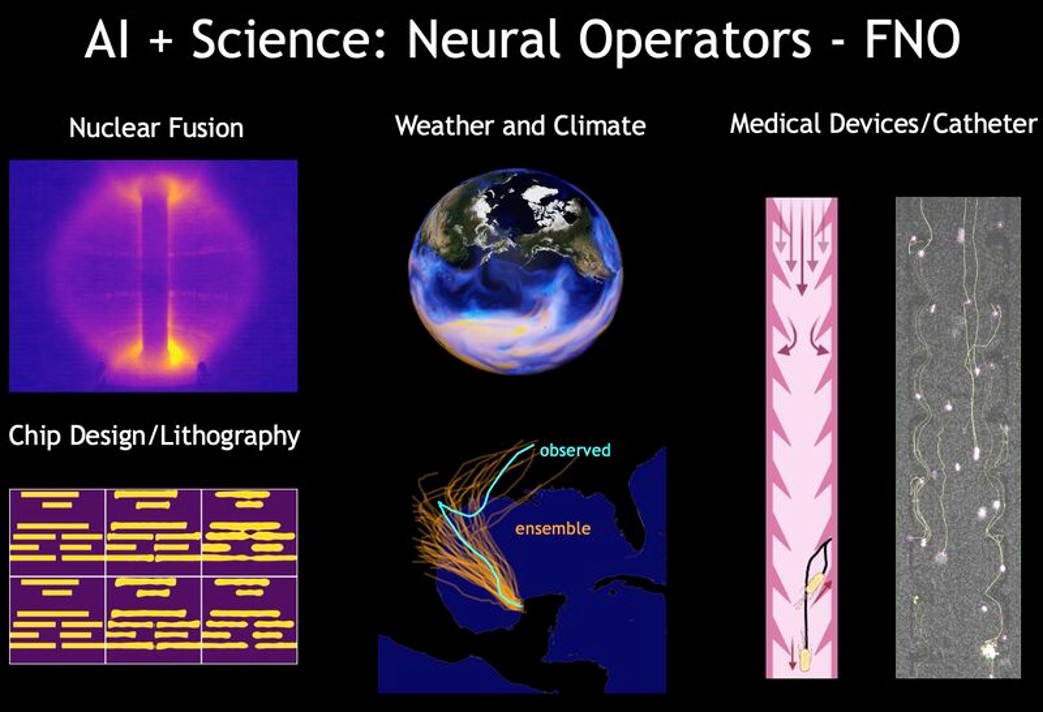 AI + Science: Neural Operators - FNO
Nuclear Fusion
Weather and Climate
Medical Devices/Catheter
Chip Design/Lithography
observed
ensemble